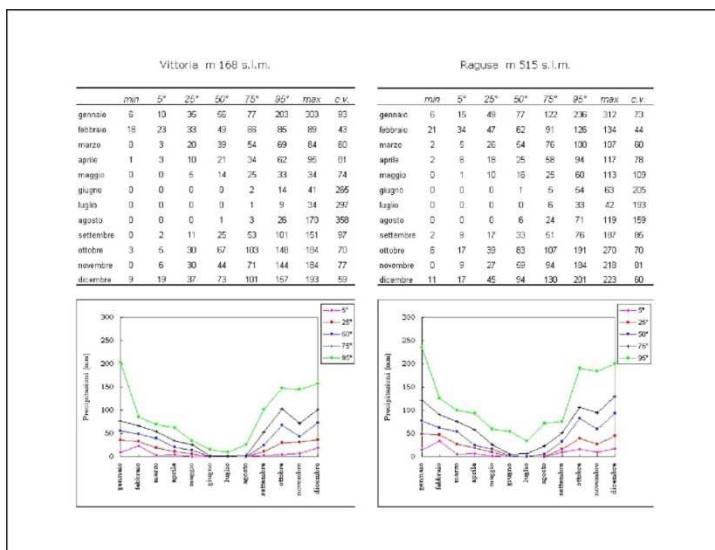 Vittoria m 168 s.l.m.
min 5° 25° 50° 75° 95° max c.v.
gennaio 6 10 35 56 77 203 303 93
febbraio 18 23 33 49 66 85 89 43
marzo 0 3 20 39 54 69 84 60
aprile 1 3 10 21 34 62 95 81
maggio 0 0 5 14 25 33 34 74
giugno 0 0 0 0 2 14 41 265
luglio 0 0 0 0 1 9 34 297
agosto 0 0 0 1 3 26 170 358
settembre 0 2 11 25 53 101 151 97
ottobre 3 5 30 67 103 148 184 70
novembre 0 6 30 44 71 144 184 77
dicembre 9 19 37 73 101 157 193 59
Ragusa m 515 s.l.m.
min 5° 25° 50° 75° 95° max c.v.
gennaio 6 15 49 77 122 236 312 73
febbraio 21 34 47 62 91 126 134 44
marzo 2 5 26 54 76 100 107 60
aprile 2 8 18 25 58 94 117 78
maggio 0 1 10 16 25 60 113 109
giugno 0 0 0 1 5 54 63 205
luglio 0 0 0 0 6 33 42 193
agosto 0 0 0 6 24 71 119 159
settembre 2 9 17 33 51 76 187 85
ottobre 6 17 39 83 107 191 270 70
novembre 0 9 27 69 94 184 218 81
dicembre 11 17 45 94 130 201 223 60
Precipitazioni [mm]
300
250
200
150
100
50
0
gennaio
febbraio
marzo
aprile
maggio
giugno
luglio
agosto
settembre
ottobre
novembre
dicembre
5°
25°
50°
75°
95°
Precipitazioni [mm]
300
250
200
150
100
50
0
gennaio
febbraio
marzo
aprile
maggio
giugno
luglio
agosto
settembre
ottobre
novembre
dicembre
5°
25°
50°
75°
95°